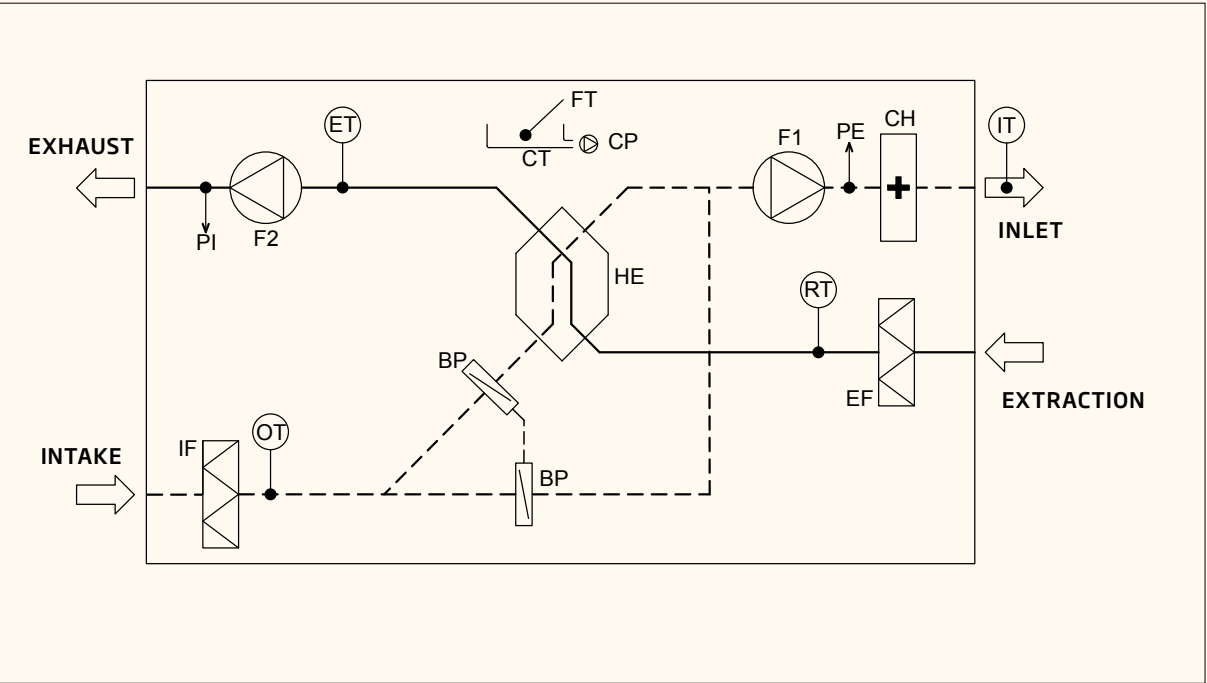 FT
ET
F1
PE
CH
IT
EXHAUST
CT
CP
PI
F2
INLET
HE
RT
BP
EF
EXTRACTION
OT
IF
INTAKE
BP